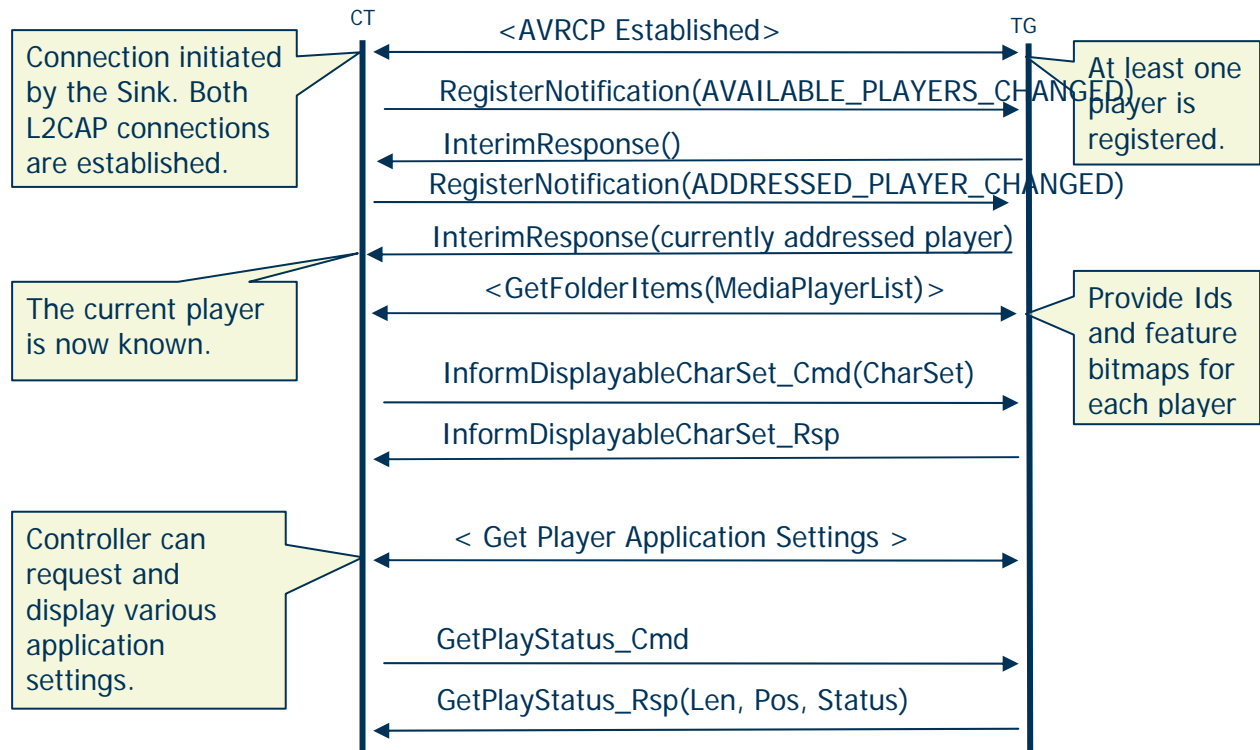 CT
TG
<AVRCP Established>
Connection initiated
by the Sink. Both
L2CAP connections
are established.
At least one
player is
registered.
RegisterNotification(AVAILABLE_PLAYERS_CHANGED)
InterimResponse()
RegisterNotification(ADDRESSED_PLAYER_CHANGED)
InterimResponse(currently addressed player)
The current player
is now known.
<GetFolderItems(MediaPlayerList)>
Provide Ids
and feature
bitmaps for
each player
InformDisplayableCharSet_Cmd(CharSet)
InformDisplayableCharSet_Rsp
Controller can
request and
display various
application
settings.
< Get Player Application Settings >
GetPlayStatus_Cmd
GetPlayStatus_Rsp(Len, Pos, Status)